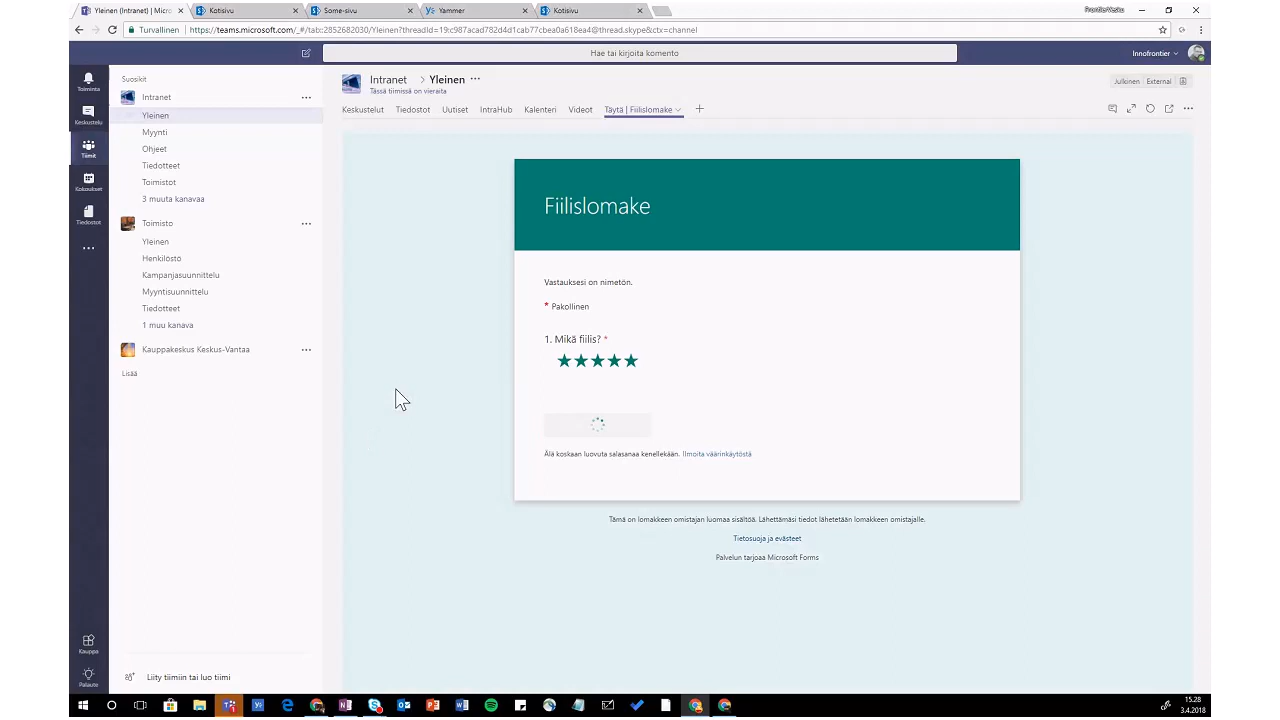 Yleinen (Intranet) | Micro
Kotisivu
Some-sivu
Yammer
Kotisivu
FrontierVesku
Turvallinen
https://teams.microsoft.com/_#/tab::2852682030/Yleinen?threadId=19:c987acad782d4d1cab77cbea0a618ea4@thread.skype&ctx=channel
Hae tai kirjoita komento
Innofrontier
Toiminta
Keskustelu
Tiimit
Kokoukset
Tiedostot
Suosikit
Intranet
Yleinen
Myynti
Ohjeet
Tiedotteet
Toimistot
3 muuta kanavaa
Toimisto
Yleinen
Henkilöstö
Kampanjasuunnittelu
Myyntisuunnittelu
Tiedotteet
1 muu kanava
Kauppakeskus Keskus-Vantaa
Lisää
Liity tiimiin tai luo tiimi
Kauppa
Palaute
Intranet > Yleinen ...
Tässä tiimissä on vieraita
Julkinen External
Keskustelut Tiedostot Uutiset IntraHub Kalenteri Videot Täytä | Fiilislomake
Fiilislomake
Vastauksesi on nimetön.
* Pakollinen
1. Mikä fiilis? *
Älä koskaan luovuta salasanaa kenellekään. Ilmoita väärinkäytöstä
Tämä on lomakkeen omistajan luomaa sisältöä. Lähettämäsi tiedot lähetetään lomakkeen omistajalle.
Tietosuoja ja evästeet
Palvelun tarjoaa Microsoft Forms
15.28
3.4.2018